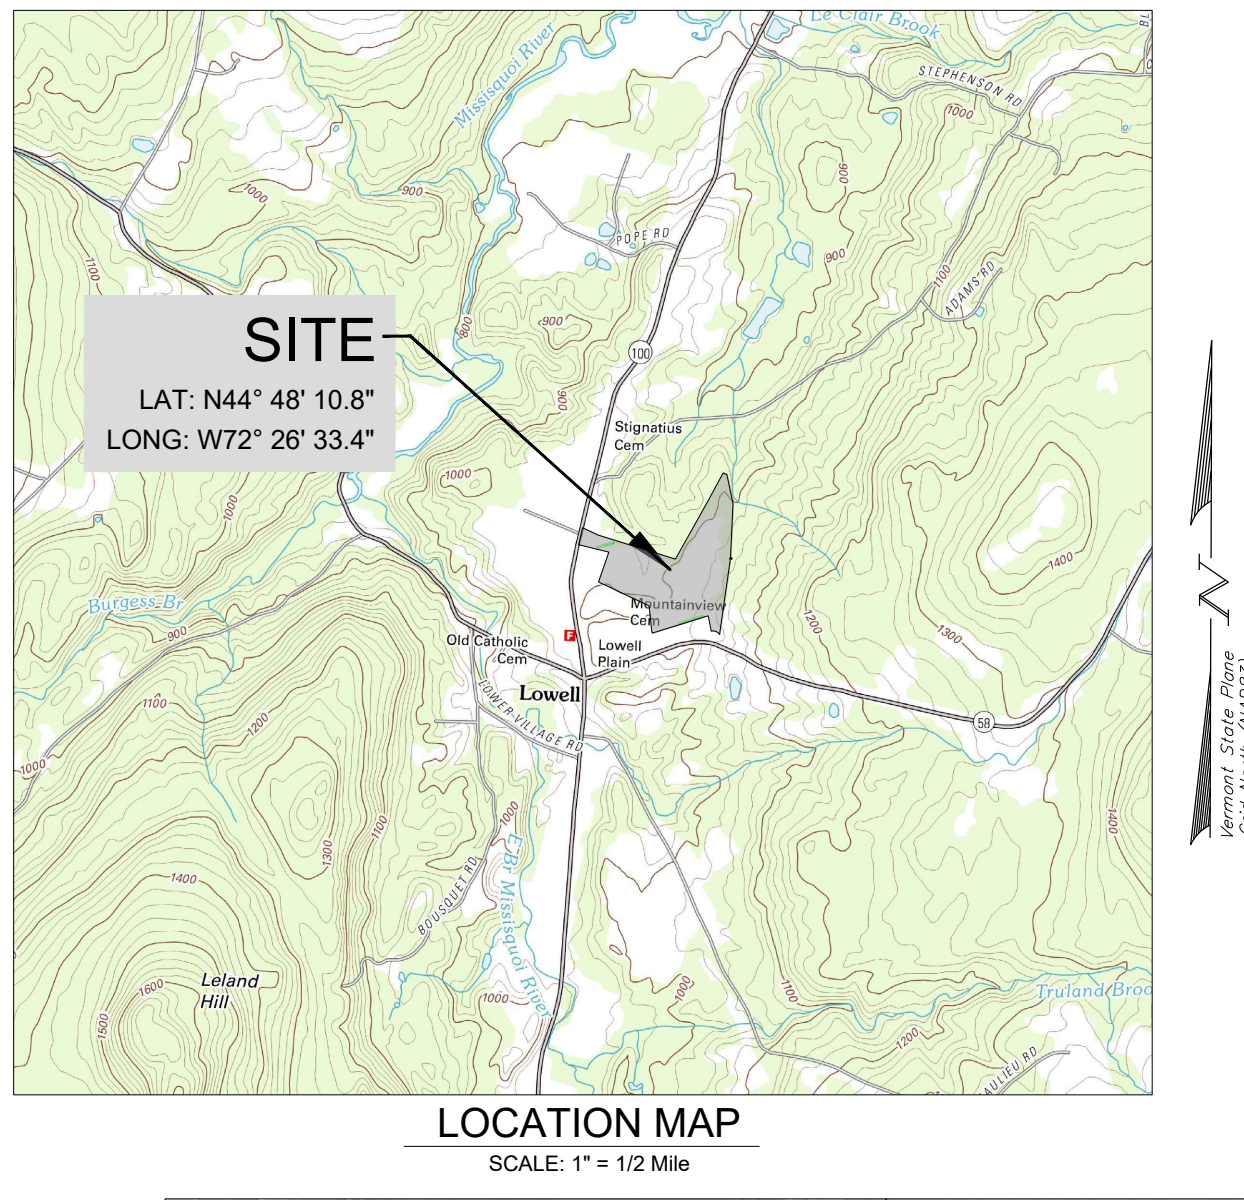 Le Clair Brook
Missisquoi River
STEPHENSON RD
1000
1000
900
900
POPE RD
900
1100
1100
ADAMS RD
SITE
LAT: N44° 48' 10.8"
LONG: W72° 26' 33.4"
800
900
100
900
Stignatius
Cem
1000
1000
1400
Burgess Br
900
Mountainview
Cem
1200
1300
Old Catholic
Cem
F
Lowell
Plain
Lowell
LOWER VILLAGE RD
1100
1200
58
1000
1300
1100
1000
1400
1400
BOUSQUET RD
E Br Missisquoi River
Leland
Hill
1600
1500
1000
1000
1100
Truland Broo
1200
AULIEU RD
Vermont State Plane
N
LOCATION MAP
SCALE: 1" = 1/2 Mile